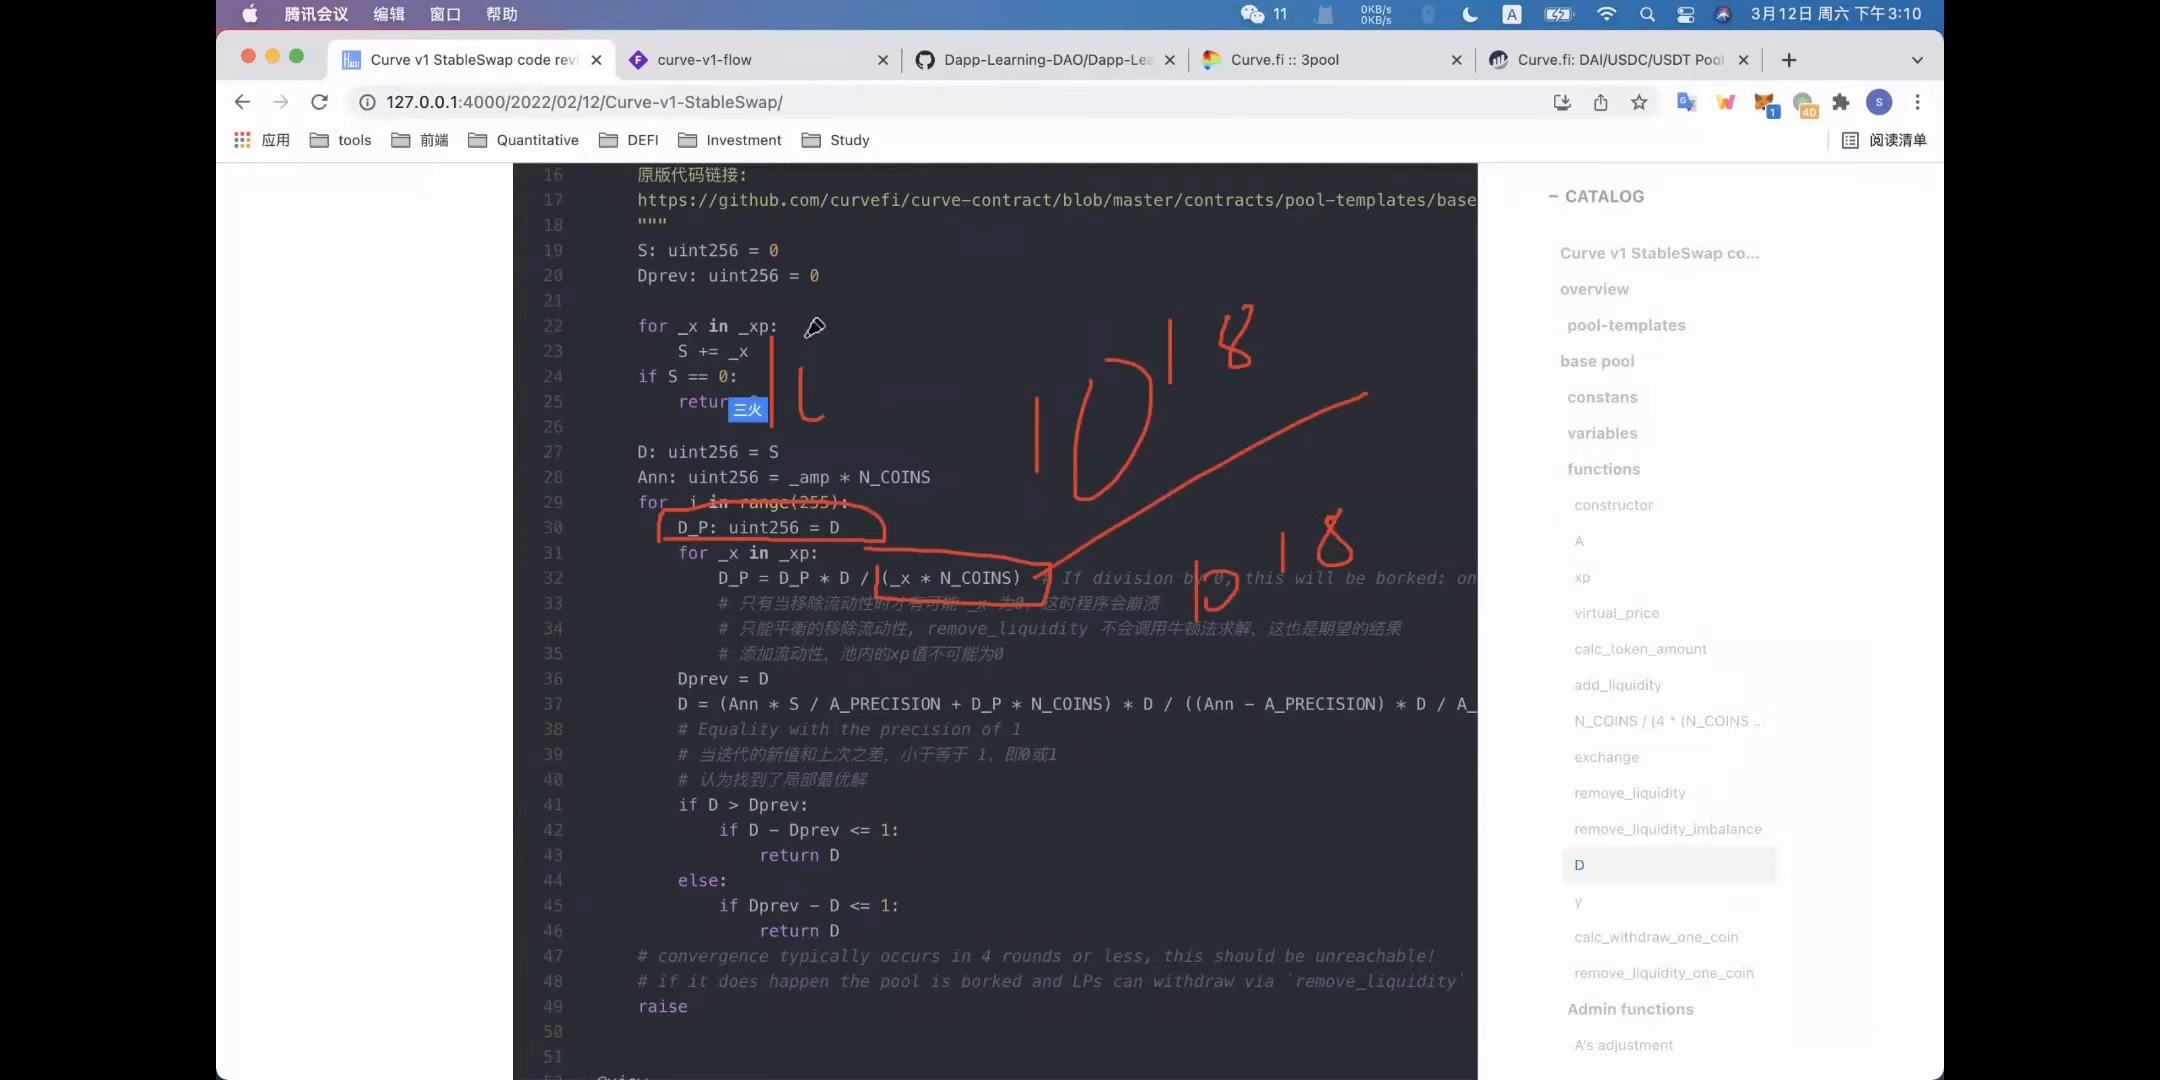 腾讯会议 编辑 窗口 帮助 11 0KB/s 0KB/s A 3月12日 周六 下午3:10
Curve v1 StableSwap code revi curve-v1-flow Dapp-Learning-DAO/Dapp-Lea Curve.fi :: 3pool Curve.fi: DAI/USDC/USDT Pool
127.0.0.1:4000/2022/02/12/Curve-v1-StableSwap/ 1 40 S
应用 tools 前端 Quantitative DEFI Investment Study 阅读清单
16 原版代码链接:
17 https://github.com/curvefi/curve-contract/blob/master/contracts/pool-templates/base
18 """
19 S: uint256 = 0
20 Dprev: uint256 = 0
21
22 for _x in _xp:
23 S += _x
24 if S == 0:
25 retur
三火
26
27 D: uint256 = S
28 Ann: uint256 = _amp * N_COINS
29 for _i in range(255):
30 D_P: uint256 = D
31 for _x in _xp:
32 D_P = D_P * D / (_x * N_COINS) # If division by 0, this will be borked: on
33 # 只有当移除流动性时才有可能 _x 为0，这时程序会崩溃
34 # 只能平衡的移除流动性, remove_liquidity 不会调用牛顿法求解，这也是期望的结果
35 # 添加流动性，池内的xp值不可能为0
36 Dprev = D
37 D = (Ann * S / A_PRECISION + D_P * N_COINS) * D / ((Ann - A_PRECISION) * D / A_
38 # Equality with the precision of 1
39 # 当迭代的新值和上次之差，小于等于 1，即0或1
40 # 认为找到了局部最优解
41 if D > Dprev:
42 if D - Dprev <= 1:
43 return D
44 else:
45 if Dprev - D <= 1:
46 return D
47 # convergence typically occurs in 4 rounds or less, this should be unreachable!
48 # if it does happen the pool is borked and LPs can withdraw via `remove_liquidity`
49 raise
50
51
10 18
10 18
− CATALOG
Curve v1 StableSwap co...
overview
pool-templates
base pool
constans
variables
functions
constructor
A
xp
virtual_price
calc_token_amount
add_liquidity
N_COINS / (4 * (N_COINS ...
exchange
remove_liquidity
remove_liquidity_imbalance
D
y
calc_withdraw_one_coin
remove_liquidity_one_coin
Admin functions
A's adjustment